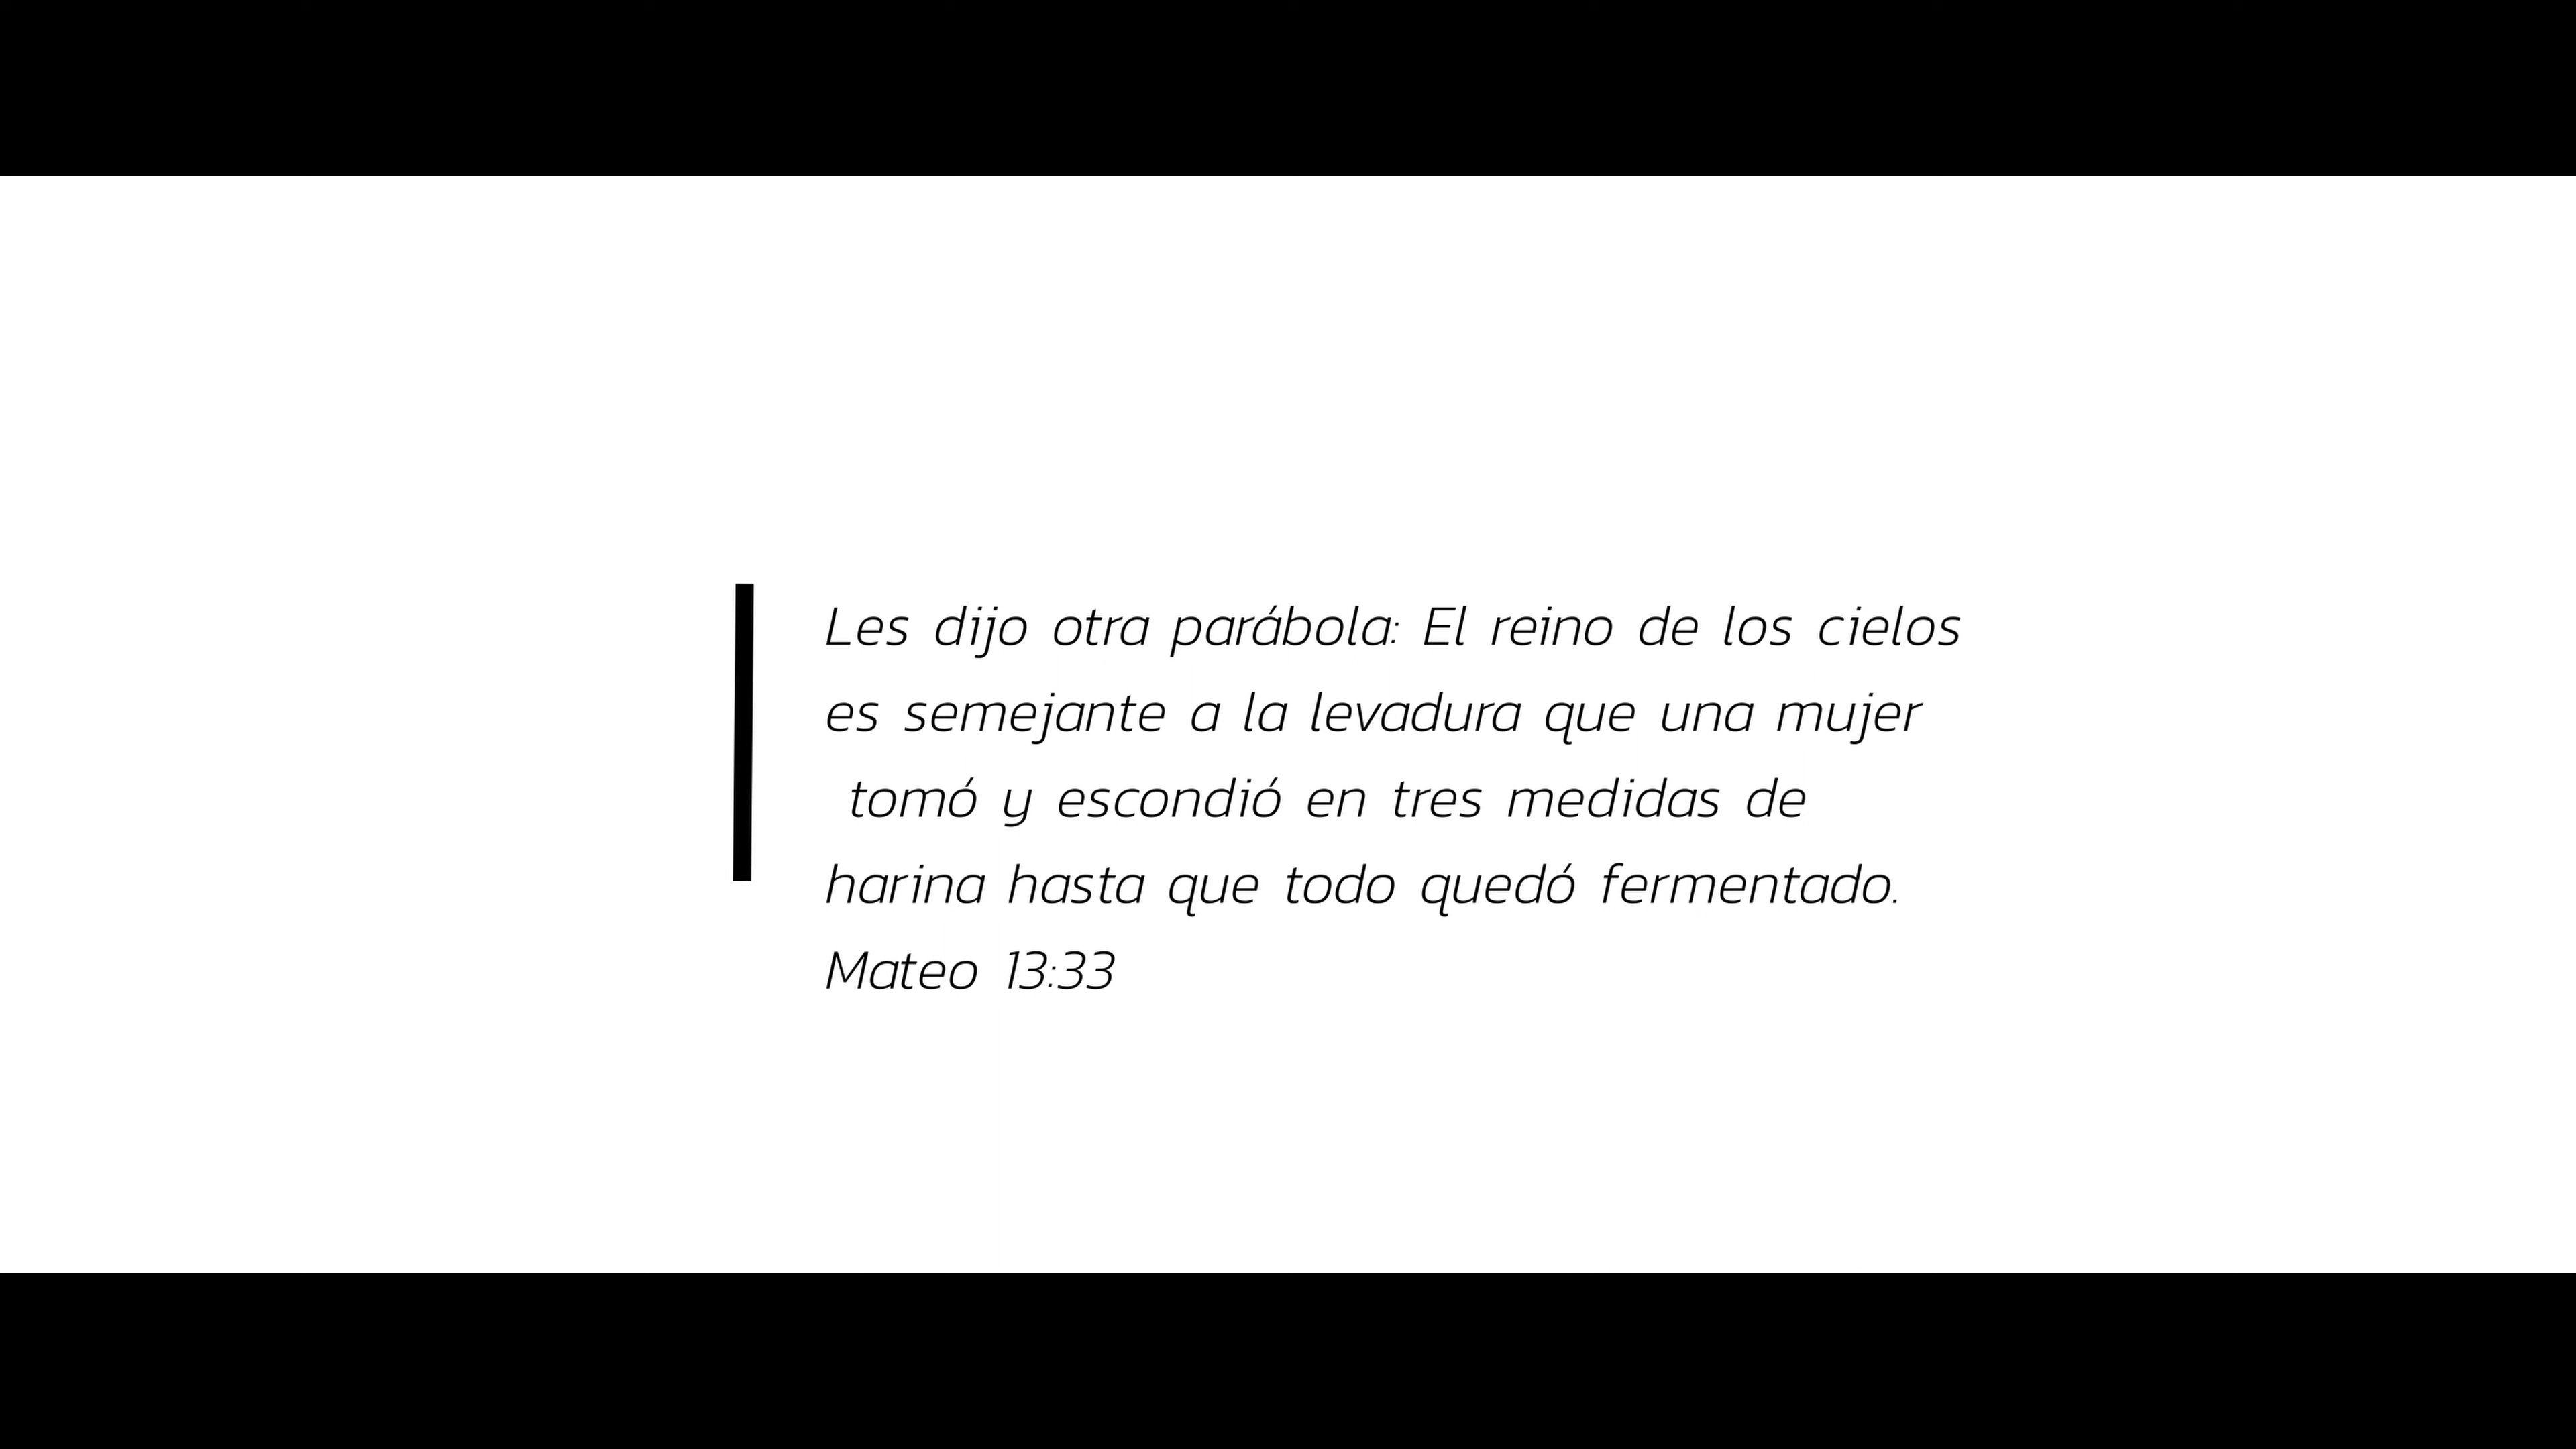 Les dijo otra parábola: El reino de los cielos
es semejante a la levadura que una mujer
tomó y escondió en tres medidas de
harina hasta que todo quedó fermentado.
Mateo 13:33